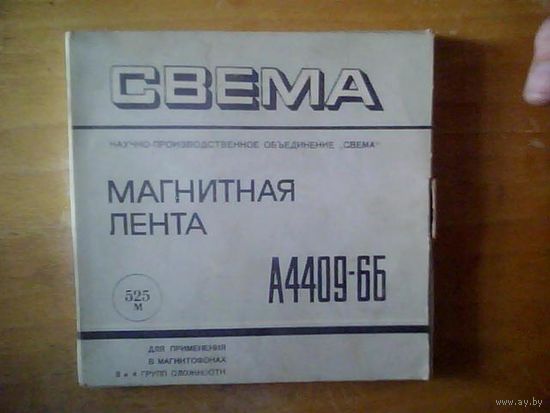 СВЕМА
НАУЧНО-ПРОИЗВОДСТВЕННОЕ ОБЪЕДИНЕНИЕ „СВЕМА"
МАГНИТНАЯ
ЛЕНТА
А4409-6Б
525
М
ДЛЯ ПРИМЕНЕНИЯ
В МАГНИТОФОНАХ
3 и 4 ГРУПП СЛОЖНОСТИ
www.ay.by